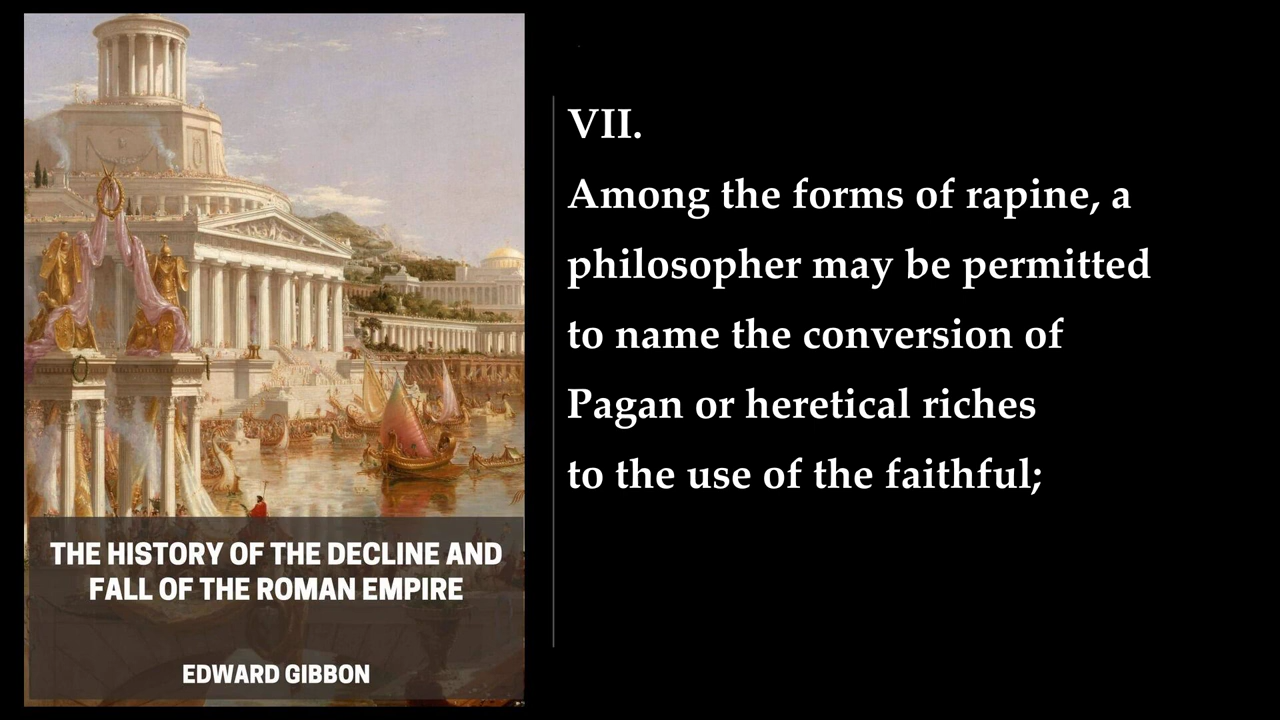 THE HISTORY OF THE DECLINE AND
FALL OF THE ROMAN EMPIRE
EDWARD GIBBON
VII.
Among the forms of rapine, a
philosopher may be permitted
to name the conversion of
Pagan or heretical riches
to the use of the faithful;